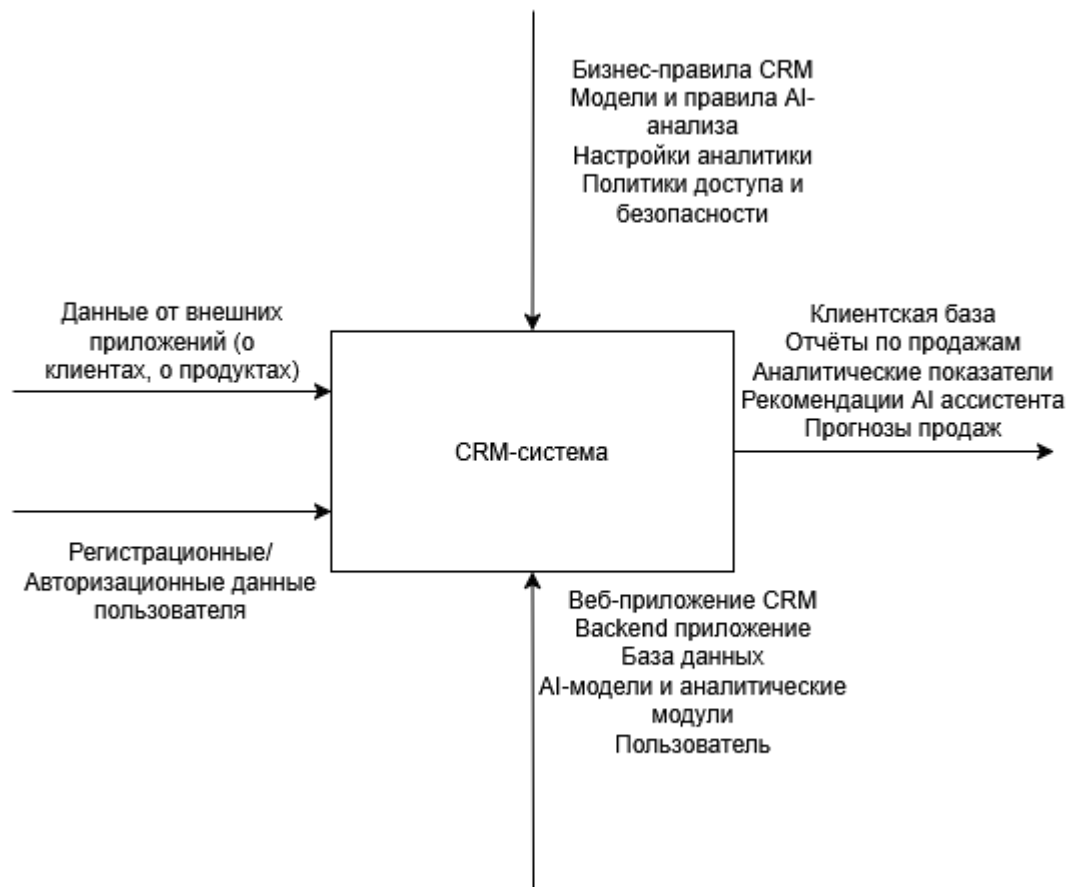 Бизнес-правила CRM
Модели и правила AI-
анализа
Настройки аналитики
Политики доступа и
безопасности
Данные от внешних
приложений (о
клиентах, о продуктах)
Клиентская база
Отчёты по продажам
Аналитические показатели
Рекомендации AI ассистента
Прогнозы продаж
CRM-система
Регистрационные/
Авторизационные данные
пользователя
Веб-приложение CRM
Backend приложение
База данных
AI-модели и аналитические
модули
Пользователь